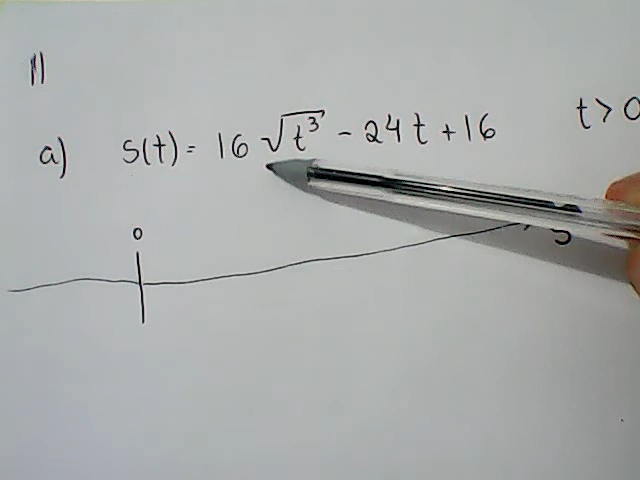 11
a) s(t) = 16 √t³ - 24t + 16 t > 0
0
s